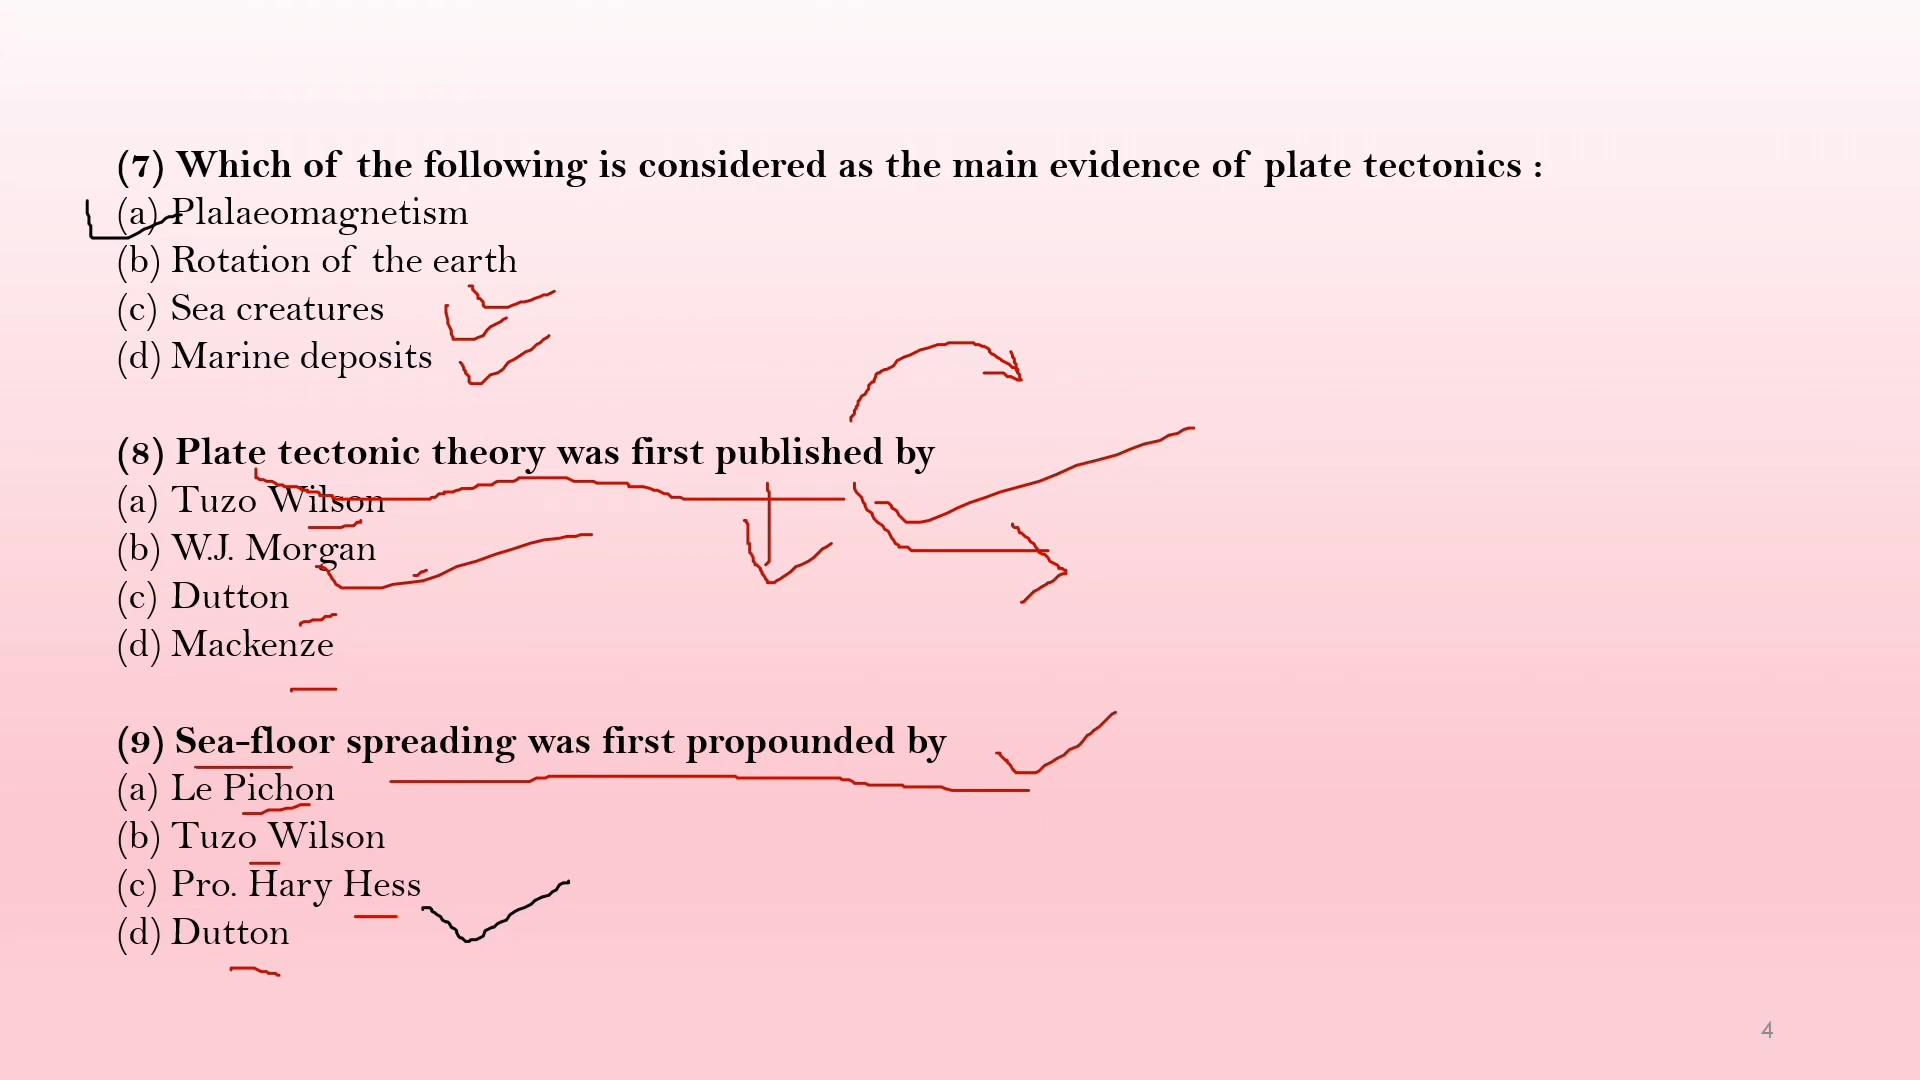 (7) Which of the following is considered as the main evidence of plate tectonics :
(a) Plalaeomagnetism
(b) Rotation of the earth
(c) Sea creatures
(d) Marine deposits
(8) Plate tectonic theory was first published by
(a) Tuzo Wilson
(b) W.J. Morgan
(c) Dutton
(d) Mackenze
(9) Sea-floor spreading was first propounded by
(a) Le Pichon
(b) Tuzo Wilson
(c) Pro. Hary Hess
(d) Dutton
4